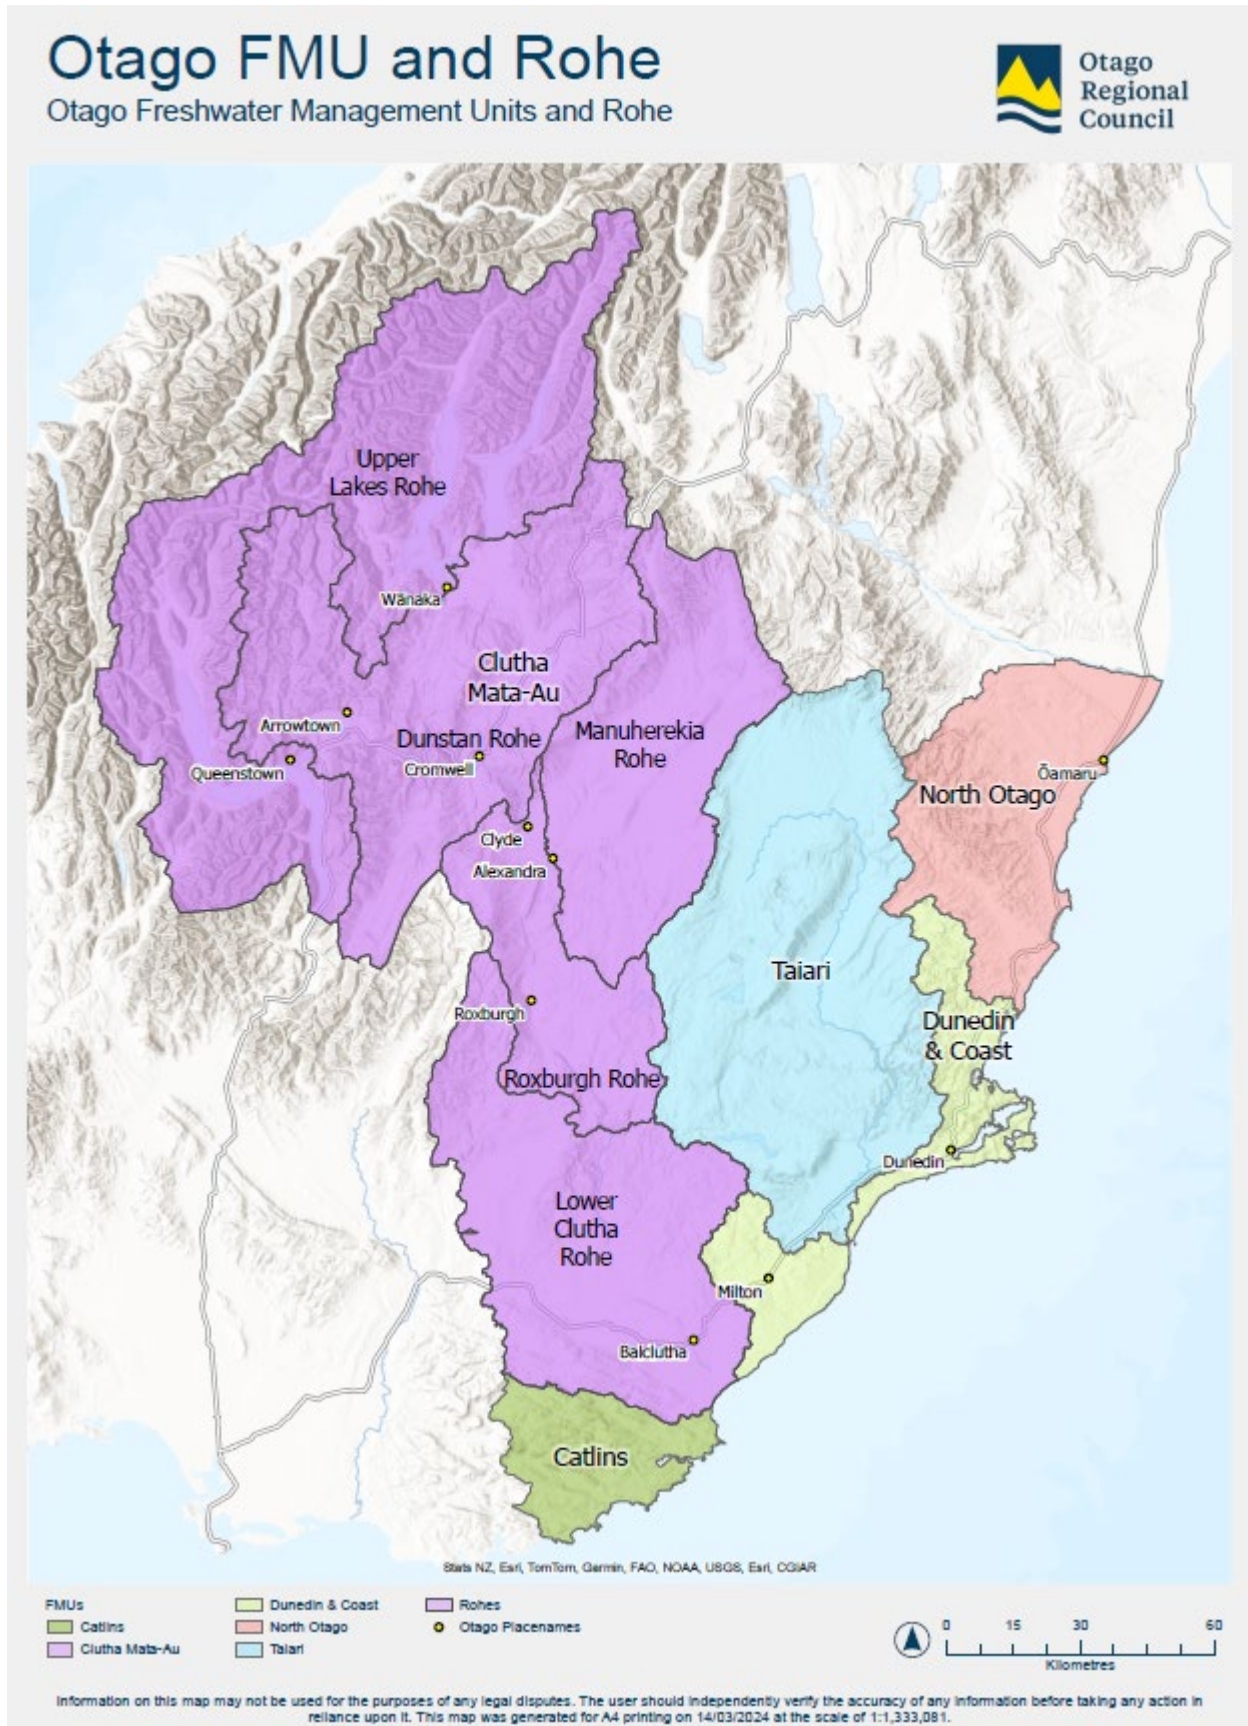 Otago FMU and Rohe
Otago Freshwater Management Units and Rohe
Otago
Regional
Council
Upper
Lakes Rohe
Wānaka
Clutha
Mata-Au
Arrowtown
Dunstan Rohe
Manuherekia
Rohe
Queenstown
Cromwell
Ōamaru
North Otago
Clyde
Alexandra
Taiari
Roxburgh
Dunedin
& Coast
Roxburgh Rohe
Dunedin
Lower
Clutha
Rohe
Milton
Balclutha
Catlins
Stats NZ, Esri, TomTom, Garmin, FAO, NOAA, USGS, Esri, CGIAR
FMUs
Catlins
Clutha Mata-Au
Dunedin & Coast
North Otago
Taiari
Rohes
Otago Placenames
0 15 30 60
Kilometres
Information on this map may not be used for the purposes of any legal disputes. The user should independently verify the accuracy of any information before taking any action in
reliance upon it. This map was generated for A4 printing on 14/03/2024 at the scale of 1:1,333,081.